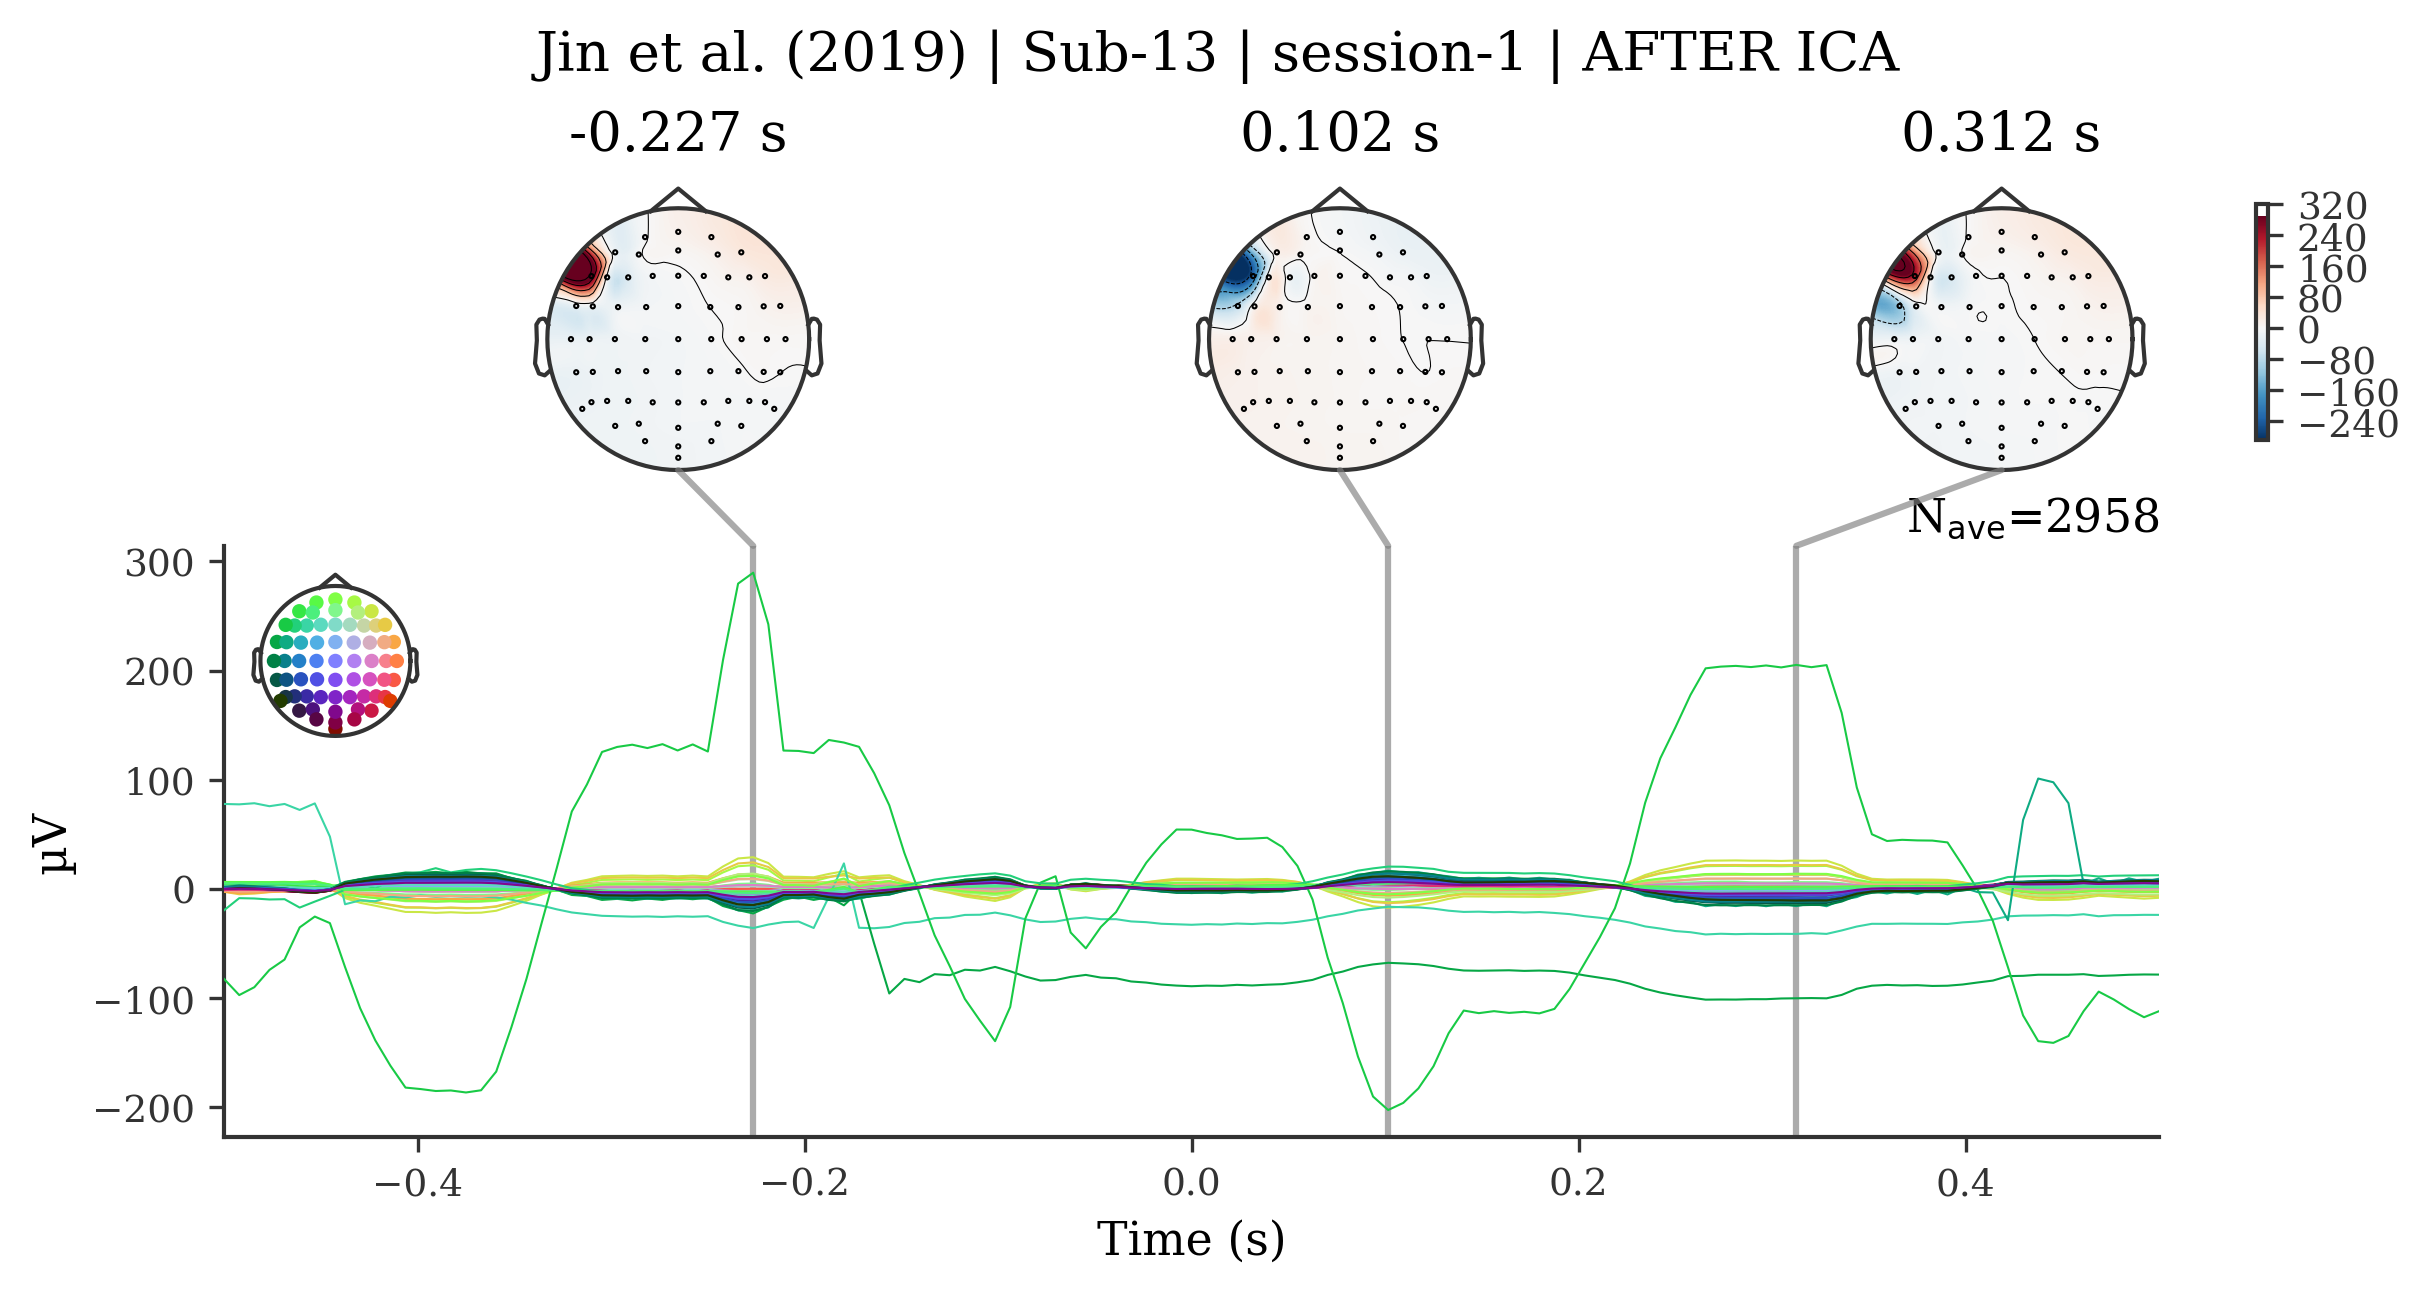 Jin et al. (2019) | Sub-13 | session-1 | AFTER ICA
-0.227 s
0.102 s
0.312 s
320
240
160
80
0
−80
−160
−240
Nave=2958
300
200
100
0
−100
−200
µV
−0.4
−0.2
0.0
0.2
0.4
Time (s)